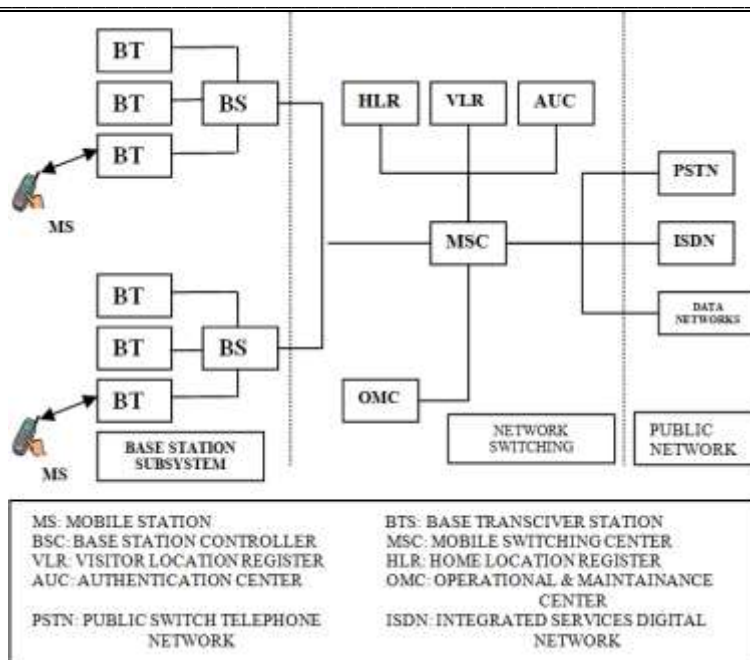 BT
BT
BS
BT
MS
BT
BT
BS
BT
MS
BASE STATION
SUBSYSTEM
HLR
VLR
AUC
MSC
OMC
NETWORK
SWITCHING
PSTN
ISDN
DATA
NETWORKS
PUBLIC
NETWORK
MS: MOBILE STATION
BSC: BASE STATION CONTROLLER
VLR: VISITOR LOCATION REGISTER
AUC: AUTHENTICATION CENTER
PSTN: PUBLIC SWITCH TELEPHONE
NETWORK
BTS: BASE TRANSCIVER STATION
MSC: MOBILE SWITCHING CENTER
HLR: HOME LOCATION REGISTER
OMC: OPERATIONAL & MAINTAINANCE
CENTER
ISDN: INTEGRATED SERVICES DIGITAL
NETWORK